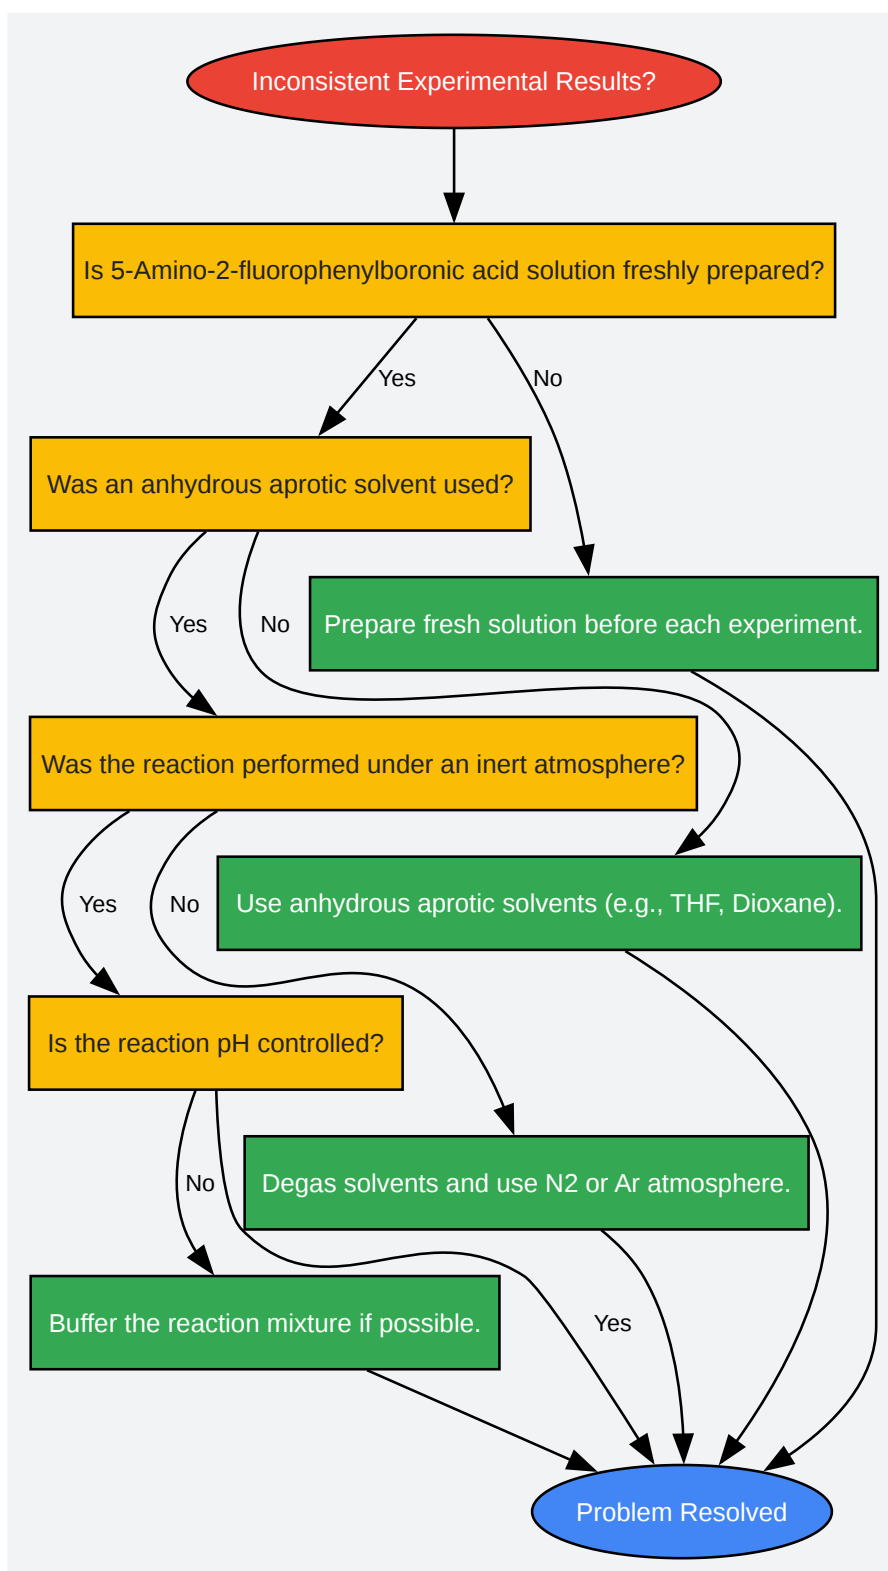 Inconsistent Experimental Results?
Is 5-Amino-2-fluorophenylboronic acid solution freshly prepared?
Yes
No
Was an anhydrous aprotic solvent used?
Yes
No
Prepare fresh solution before each experiment.
Was the reaction performed under an inert atmosphere?
Yes
No
Use anhydrous aprotic solvents (e.g., THF, Dioxane).
Is the reaction pH controlled?
No
Degas solvents and use N2 or Ar atmosphere.
Buffer the reaction mixture if possible.
Yes
Problem Resolved